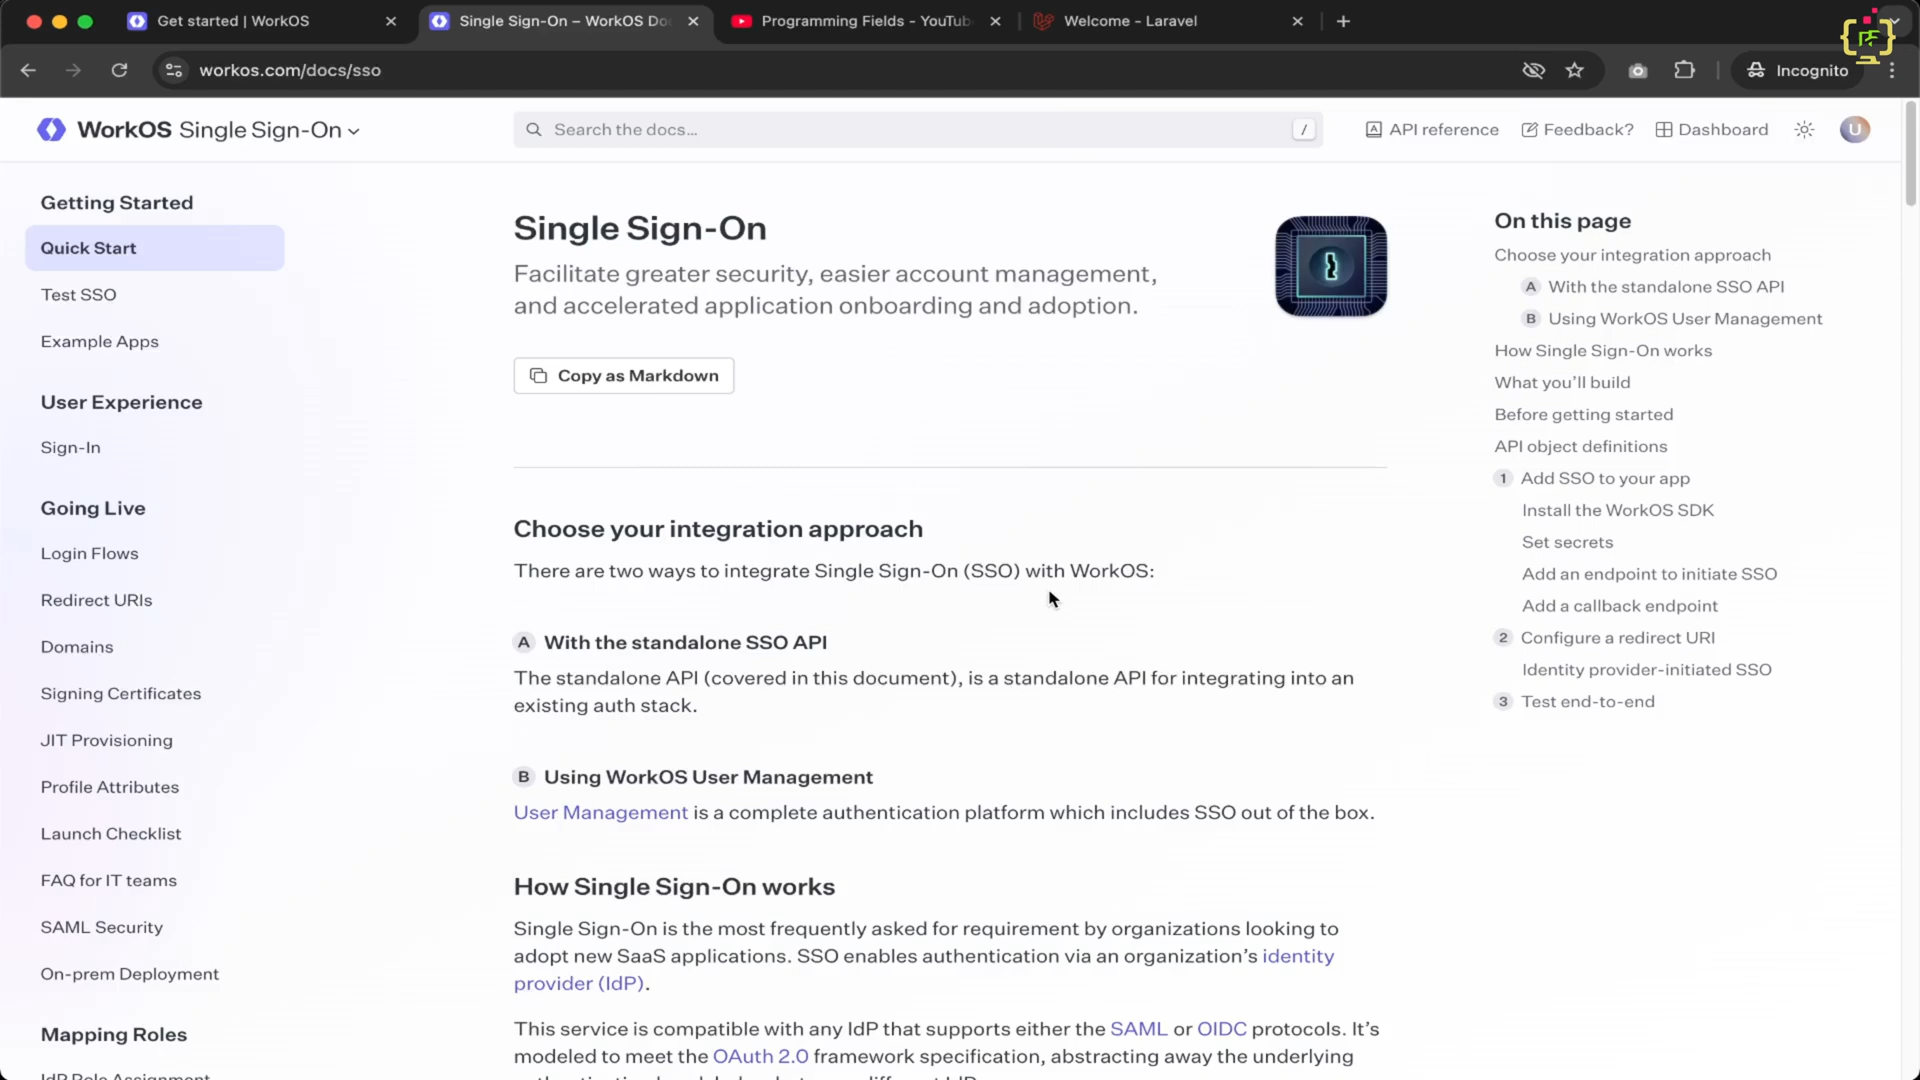 Get started | WorkOS
Single Sign-On – WorkOS Do
Programming Fields - YouTub
Welcome - Laravel
workos.com/docs/sso
Incognito
WorkOS Single Sign-On
Search the docs...
/
API reference
Feedback?
Dashboard
U
Getting Started
Quick Start
Test SSO
Example Apps
User Experience
Sign-In
Going Live
Login Flows
Redirect URIs
Domains
Signing Certificates
JIT Provisioning
Profile Attributes
Launch Checklist
FAQ for IT teams
SAML Security
On-prem Deployment
Mapping Roles
IdP Role Assignment
Single Sign-On
Facilitate greater security, easier account management,
and accelerated application onboarding and adoption.
Copy as Markdown
Choose your integration approach
There are two ways to integrate Single Sign-On (SSO) with WorkOS:
A With the standalone SSO API
The standalone API (covered in this document), is a standalone API for integrating into an
existing auth stack.
B Using WorkOS User Management
User Management is a complete authentication platform which includes SSO out of the box.
How Single Sign-On works
Single Sign-On is the most frequently asked for requirement by organizations looking to
adopt new SaaS applications. SSO enables authentication via an organization’s identity
provider (IdP).
This service is compatible with any IdP that supports either the SAML or OIDC protocols. It’s
modeled to meet the OAuth 2.0 framework specification, abstracting away the underlying
On this page
Choose your integration approach
A With the standalone SSO API
B Using WorkOS User Management
How Single Sign-On works
What you’ll build
Before getting started
API object definitions
1 Add SSO to your app
Install the WorkOS SDK
Set secrets
Add an endpoint to initiate SSO
Add a callback endpoint
2 Configure a redirect URI
Identity provider-initiated SSO
3 Test end-to-end